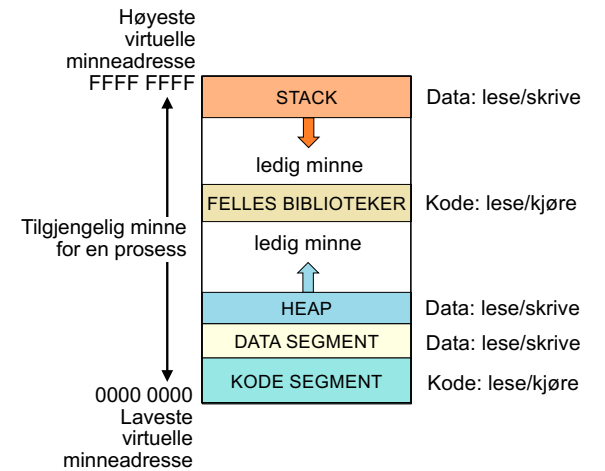 Høyeste
virtuelle
minneadresse
FFFF FFFF
STACK
Data: lese/skrive
ledig minne
FELLES BIBLIOTEKER
Kode: lese/kjøre
Tilgjengelig minne
for en prosess
ledig minne
HEAP
Data: lese/skrive
DATA SEGMENT
Data: lese/skrive
KODE SEGMENT
Kode: lese/kjøre
0000 0000
Laveste
virtuelle
minneadresse